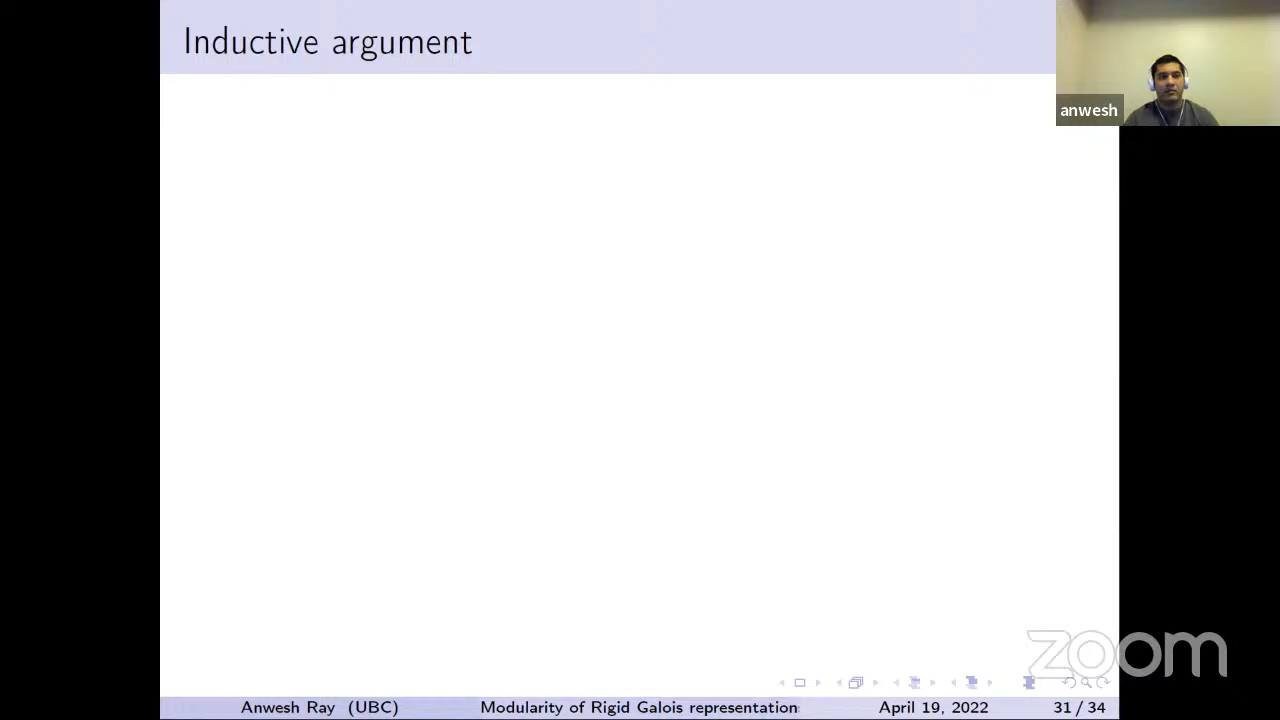 Inductive argument
anwesh
zoom
Anwesh Ray (UBC)
Modularity of Rigid Galois representation
April 19, 2022
31 / 34